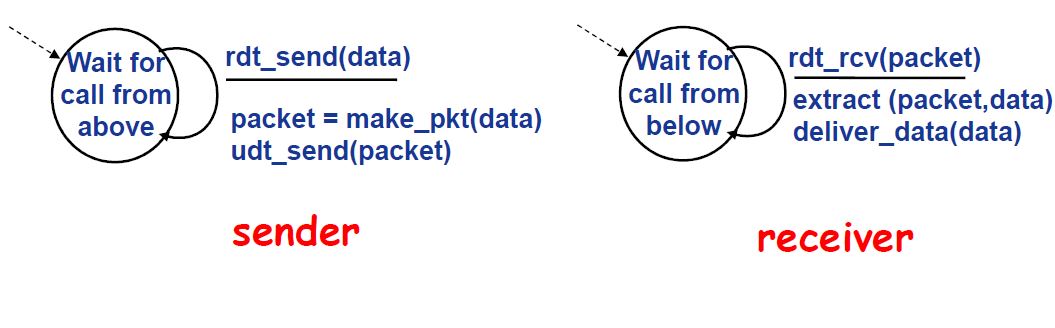 Wait for
call from
above
rdt_send(data)
packet = make_pkt(data)
udt_send(packet)
sender
Wait for
call from
below
rdt_rcv(packet)
extract (packet,data)
deliver_data(data)
receiver